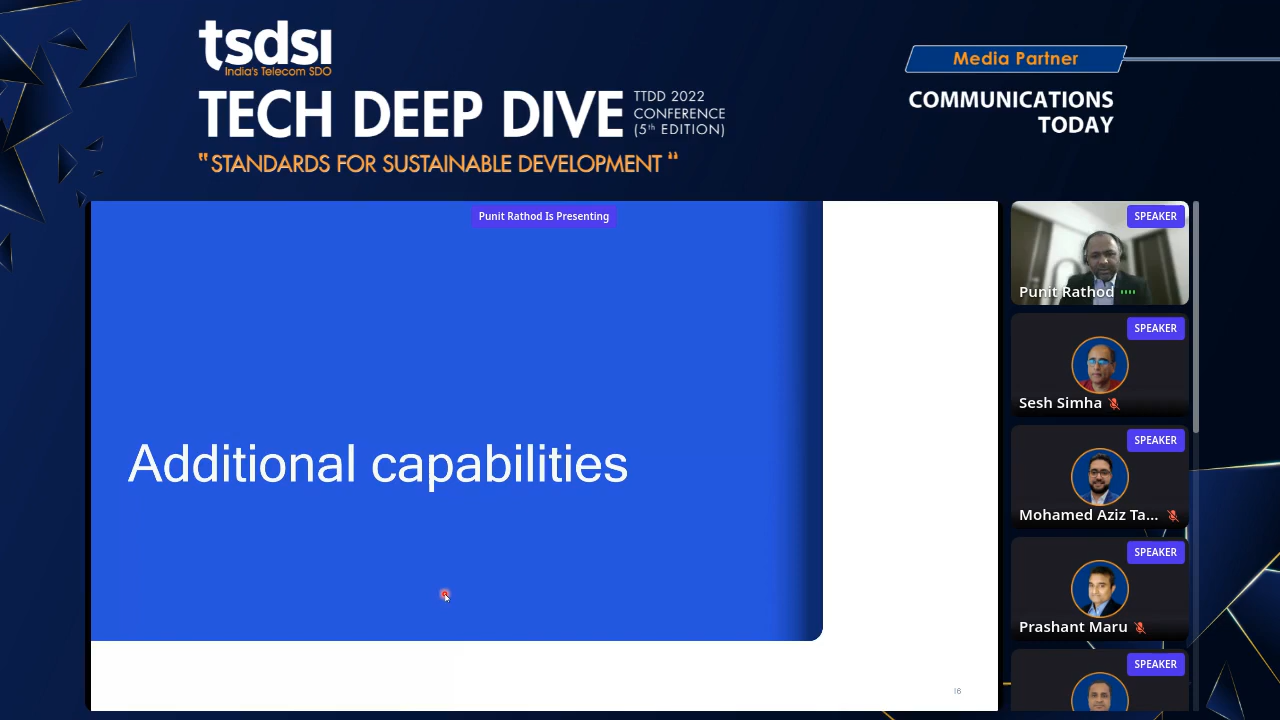 tsdsı
India's Telecom SDO
TECH DEEP DIVE
TTDD 2022
CONFERENCE
(5th EDITION)
"STANDARDS FOR SUSTAINABLE DEVELOPMENT"
Media Partner
COMMUNICATIONS
TODAY
Punit Rathod Is Presenting
Additional capabilities
16
SPEAKER
Punit Rathod
SPEAKER
Sesh Simha
SPEAKER
Mohamed Aziz Ta...
SPEAKER
Prashant Maru
SPEAKER